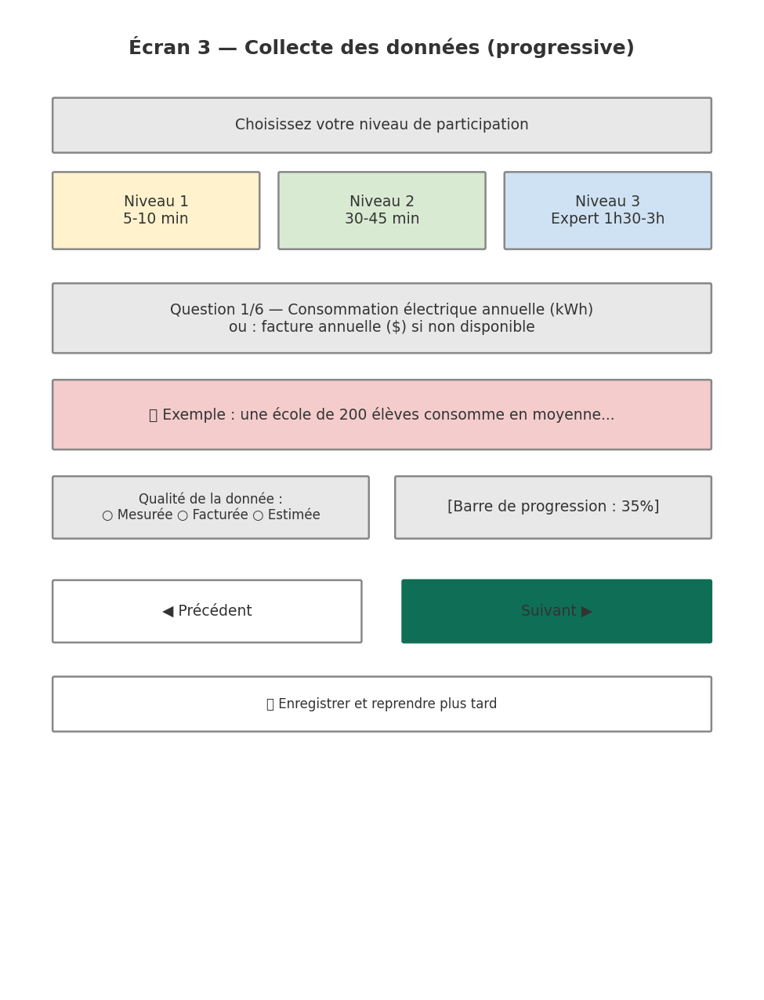 Écran 3 — Collecte des données (progressive)
Choisissez votre niveau de participation
Niveau 1
5-10 min
Niveau 2
30-45 min
Niveau 3
Expert 1h30-3h
Question 1/6 — Consommation électrique annuelle (kWh)
ou : facture annuelle ($) si non disponible
▯ Exemple : une école de 200 élèves consomme en moyenne...
Qualité de la donnée :
○ Mesurée ○ Facturée ○ Estimée
[Barre de progression : 35%]
◀ Précédent
Suivant ▶
▯ Enregistrer et reprendre plus tard